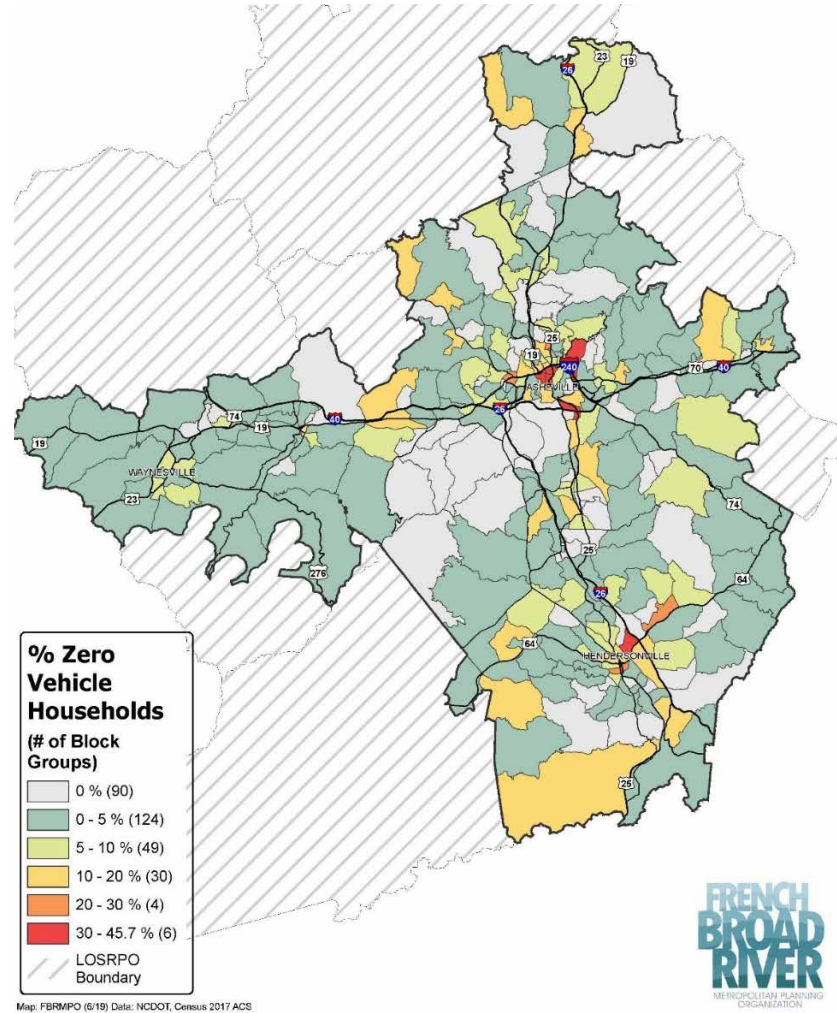 26
23
19
25
19
240
ASHEVILLE
70
40
26
74
40
19
19
WAYNESVILLE
23
276
74
25
64
26
64
HENDERSONVILLE
25
% Zero
Vehicle
Households
(# of Block
Groups)
0 % (90)
0 - 5 % (124)
5 - 10 % (49)
10 - 20 % (30)
20 - 30 % (4)
30 - 45.7 % (6)
LOSRPO
Boundary
FRENCH
BROAD
RIVER
METROPOLITAN PLANNING
ORGANIZATION
Map: FBRMPO (6/19) Data: NCDOT, Census 2017 ACS